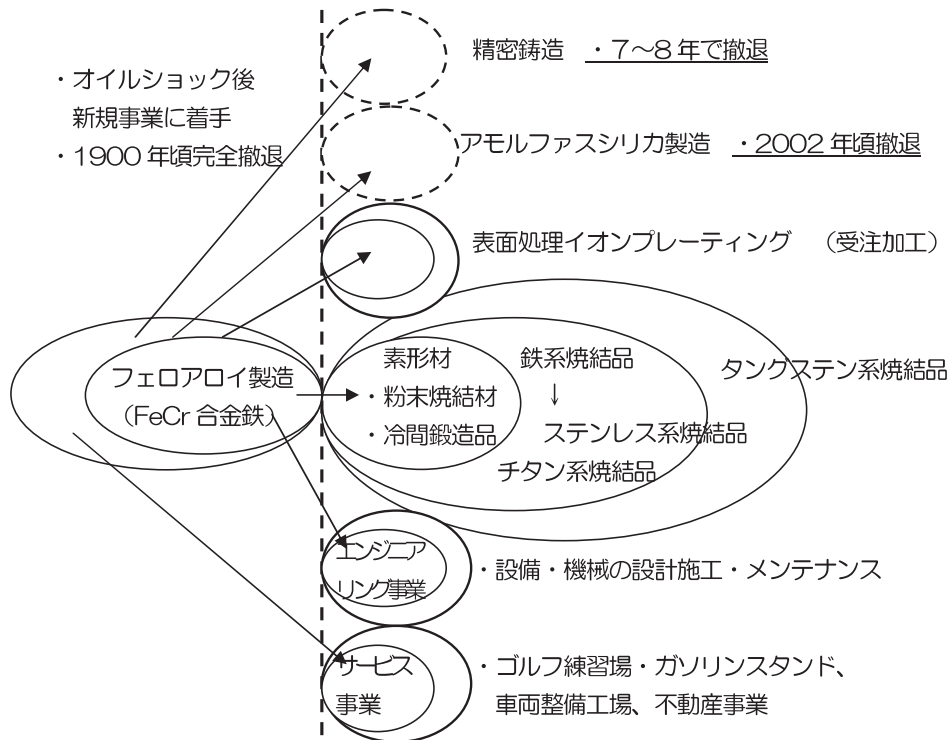 精密鋳造　・7～8年で撤退
・オイルショック後
新規事業に着手
・1900年頃完全撤退
アモルファスシリカ製造　・2002年頃撤退
表面処理イオンプレーティング　（受注加工）
フェロアロイ製造
（FeCr合金鉄）
素形材
・粉末焼結材
・冷間鍛造品
鉄系焼結品
↓
ステンレス系焼結品
チタン系焼結品
タングステン系焼結品
エンジニア
リング事業
・設備・機械の設計施工・メンテナンス
サービス
事業
・ゴルフ練習場・ガソリンスタンド、
車両整備工場、不動産事業